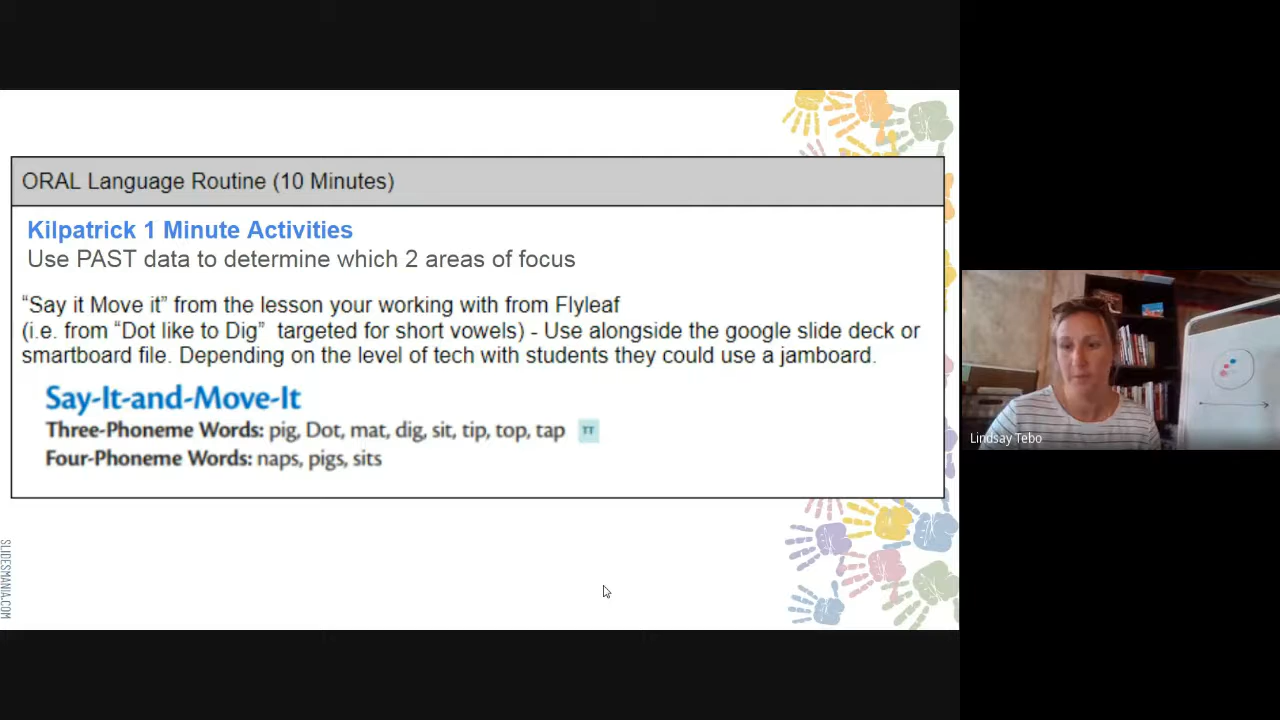 ORAL Language Routine (10 Minutes)
Kilpatrick 1 Minute Activities
Use PAST data to determine which 2 areas of focus
“Say it Move it” from the lesson your working with from Flyleaf
(i.e. from “Dot like to Dig”  targeted for short vowels) - Use alongside the google slide deck or
smartboard file. Depending on the level of tech with students they could use a jamboard.
Say-It-and-Move-It
Three-Phoneme Words: pig, Dot, mat, dig, sit, tip, top, tap TT
Four-Phoneme Words: naps, pigs, sits
SLIDESMANIA.COM
Lindsay Tebo